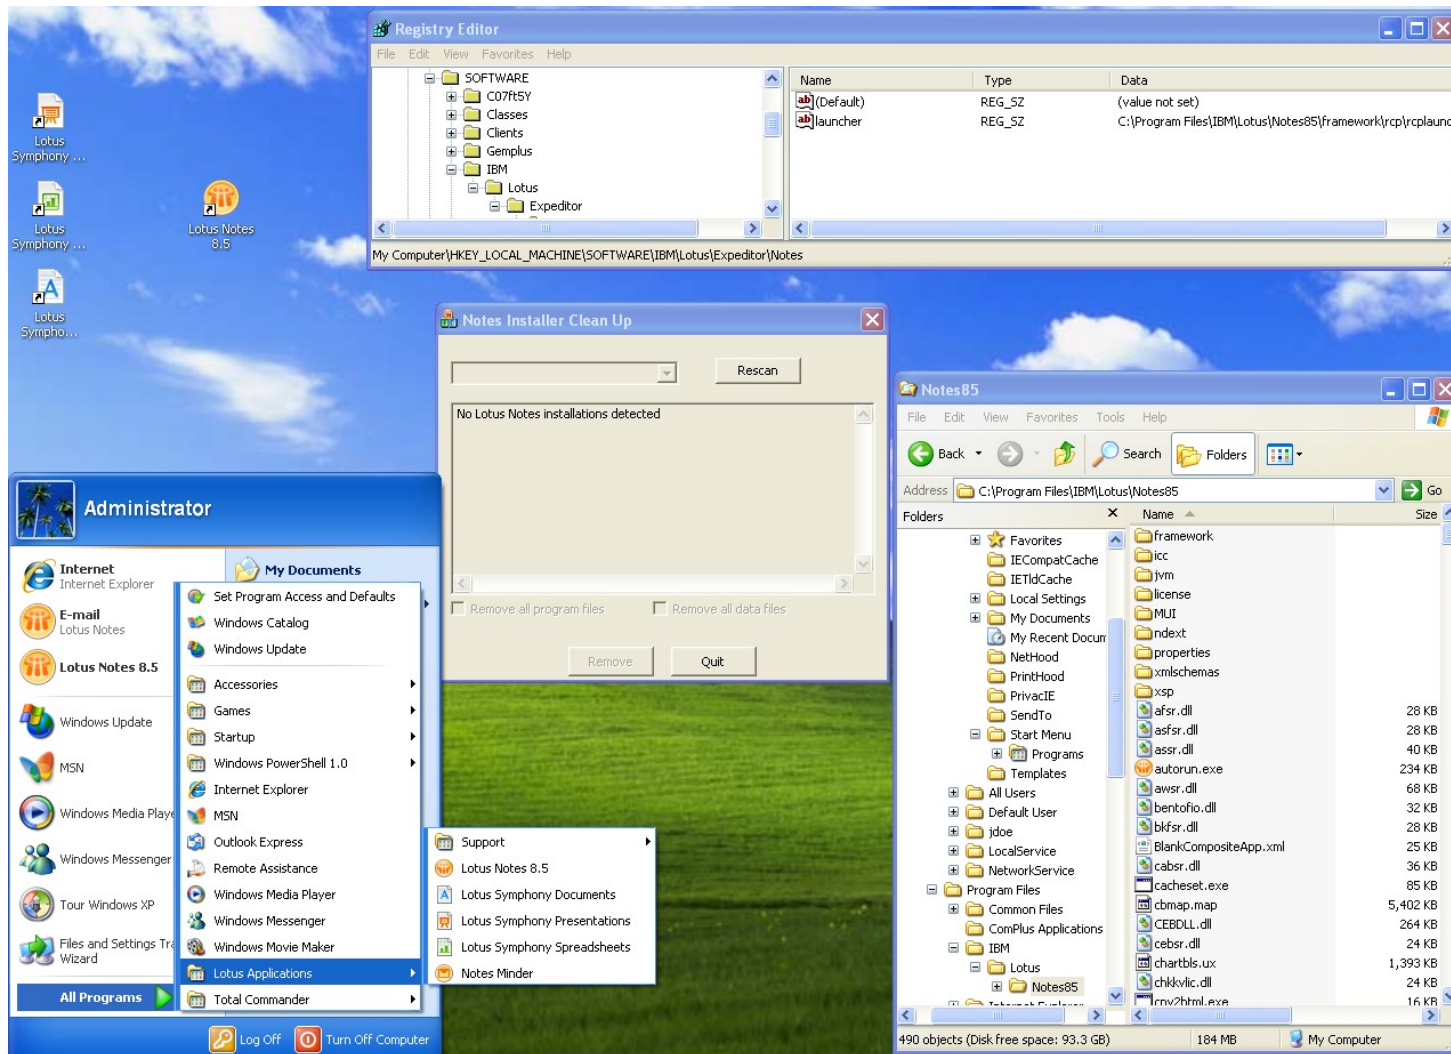 Lotus
Symphony ...
Lotus
Symphony ...
Lotus
Sympho...
Lotus Notes
8.5
Registry Editor
File Edit View Favorites Help
SOFTWARE
C07ft5Y
Classes
Clients
Gemplus
IBM
Lotus
Expeditor
Name Type Data
(Default) REG_SZ (value not set)
launcher REG_SZ C:\Program Files\IBM\Lotus\Notes85\framework\rcp\rcplaunc
My Computer\HKEY_LOCAL_MACHINE\SOFTWARE\IBM\Lotus\Expeditor\Notes
Notes Installer Clean Up
Rescan
No Lotus Notes installations detected
Remove all program files Remove all data files
Remove Quit
Notes85
File Edit View Favorites Tools Help
Back Search Folders
Address C:\Program Files\IBM\Lotus\Notes85 Go
Folders
Favorites
IECompatCache
IETldCache
Local Settings
My Documents
My Recent Docum
NetHood
PrintHood
PrivacIE
SendTo
Start Menu
Programs
Templates
All Users
Default User
jdoe
LocalService
NetworkService
Program Files
Common Files
ComPlus Applications
IBM
Lotus
Notes85
Internet Explorer
Name Size
framework
icc
jvm
license
MUI
ndext
properties
xmlschemas
xsp
afsr.dll 28 KB
asfsr.dll 28 KB
assr.dll 40 KB
autorun.exe 234 KB
awsr.dll 68 KB
bentofio.dll 32 KB
bkfsr.dll 28 KB
BlankCompositeApp.xml 25 KB
cabsr.dll 36 KB
cacheset.exe 85 KB
cbmap.map 5,402 KB
CEBDLL.dll 264 KB
cebsr.dll 24 KB
chartbls.ux 1,393 KB
chkkvlic.dll 24 KB
cnv2html.exe 16 KB
490 objects (Disk free space: 93.3 GB) 184 MB My Computer
Administrator
Internet
Internet Explorer
E-mail
Lotus Notes
Lotus Notes 8.5
Windows Update
MSN
Windows Media Playe
Windows Messenger
Tour Windows XP
Files and Settings Tra
Wizard
All Programs
My Documents
Set Program Access and Defaults
Windows Catalog
Windows Update
Accessories
Games
Startup
Windows PowerShell 1.0
Internet Explorer
MSN
Outlook Express
Remote Assistance
Windows Media Player
Windows Messenger
Windows Movie Maker
Lotus Applications
Total Commander
Support
Lotus Notes 8.5
Lotus Symphony Documents
Lotus Symphony Presentations
Lotus Symphony Spreadsheets
Notes Minder
Log Off Turn Off Computer